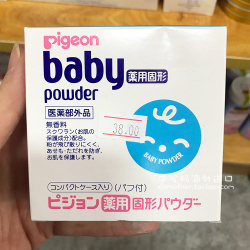 pigeon
baby 薬用固形
powder
医薬部外品
無香料
スクワラン(お肌の
保護成分)配合。
粉が飛び散りにくく、
あせも・ただれを防ぎ、
お肌を保護します。
38.00
BABY POWDER
コンパクトケース入り (パフ付)
ピジョン薬用固形パウダー